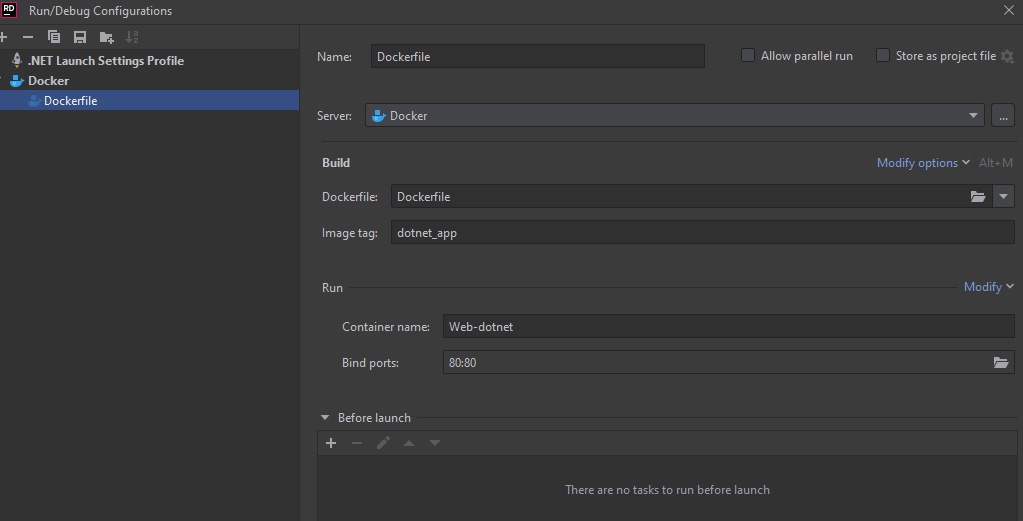 RD Run/Debug Configurations
.NET Launch Settings Profile
Docker
Dockerfile
Name: Dockerfile Allow parallel run Store as project file
Server: Docker ...
Build Modify options Alt+M
Dockerfile: Dockerfile
Image tag: dotnet_app
Run Modify
Container name: Web-dotnet
Bind ports: 80:80
Before launch
There are no tasks to run before launch